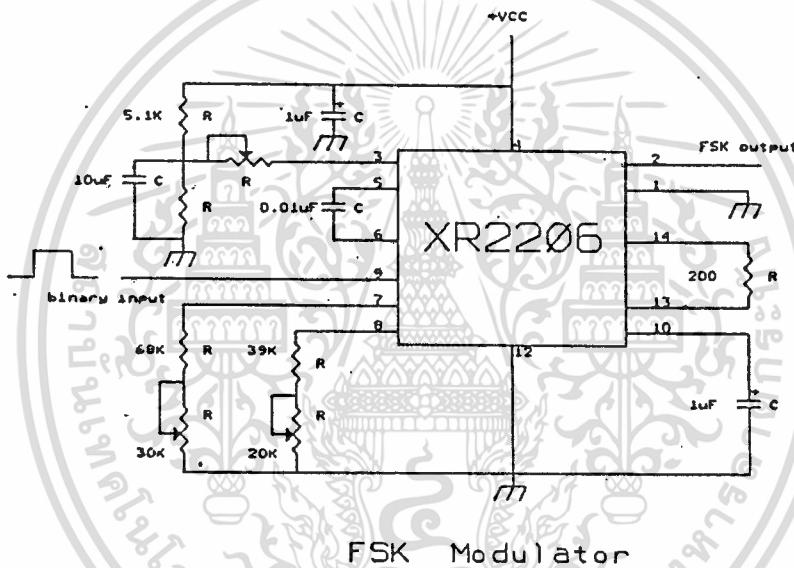 +VCC
5.1K R
1uF C
FSK output
3
4
2
10uF C
R
5
1
R
0.01uF C
XR2206
6
14
9
200 R
binary input
7
13
8
10
68K R
39K R
12
R
R
1uF C
30K
20K
FSK Modulator